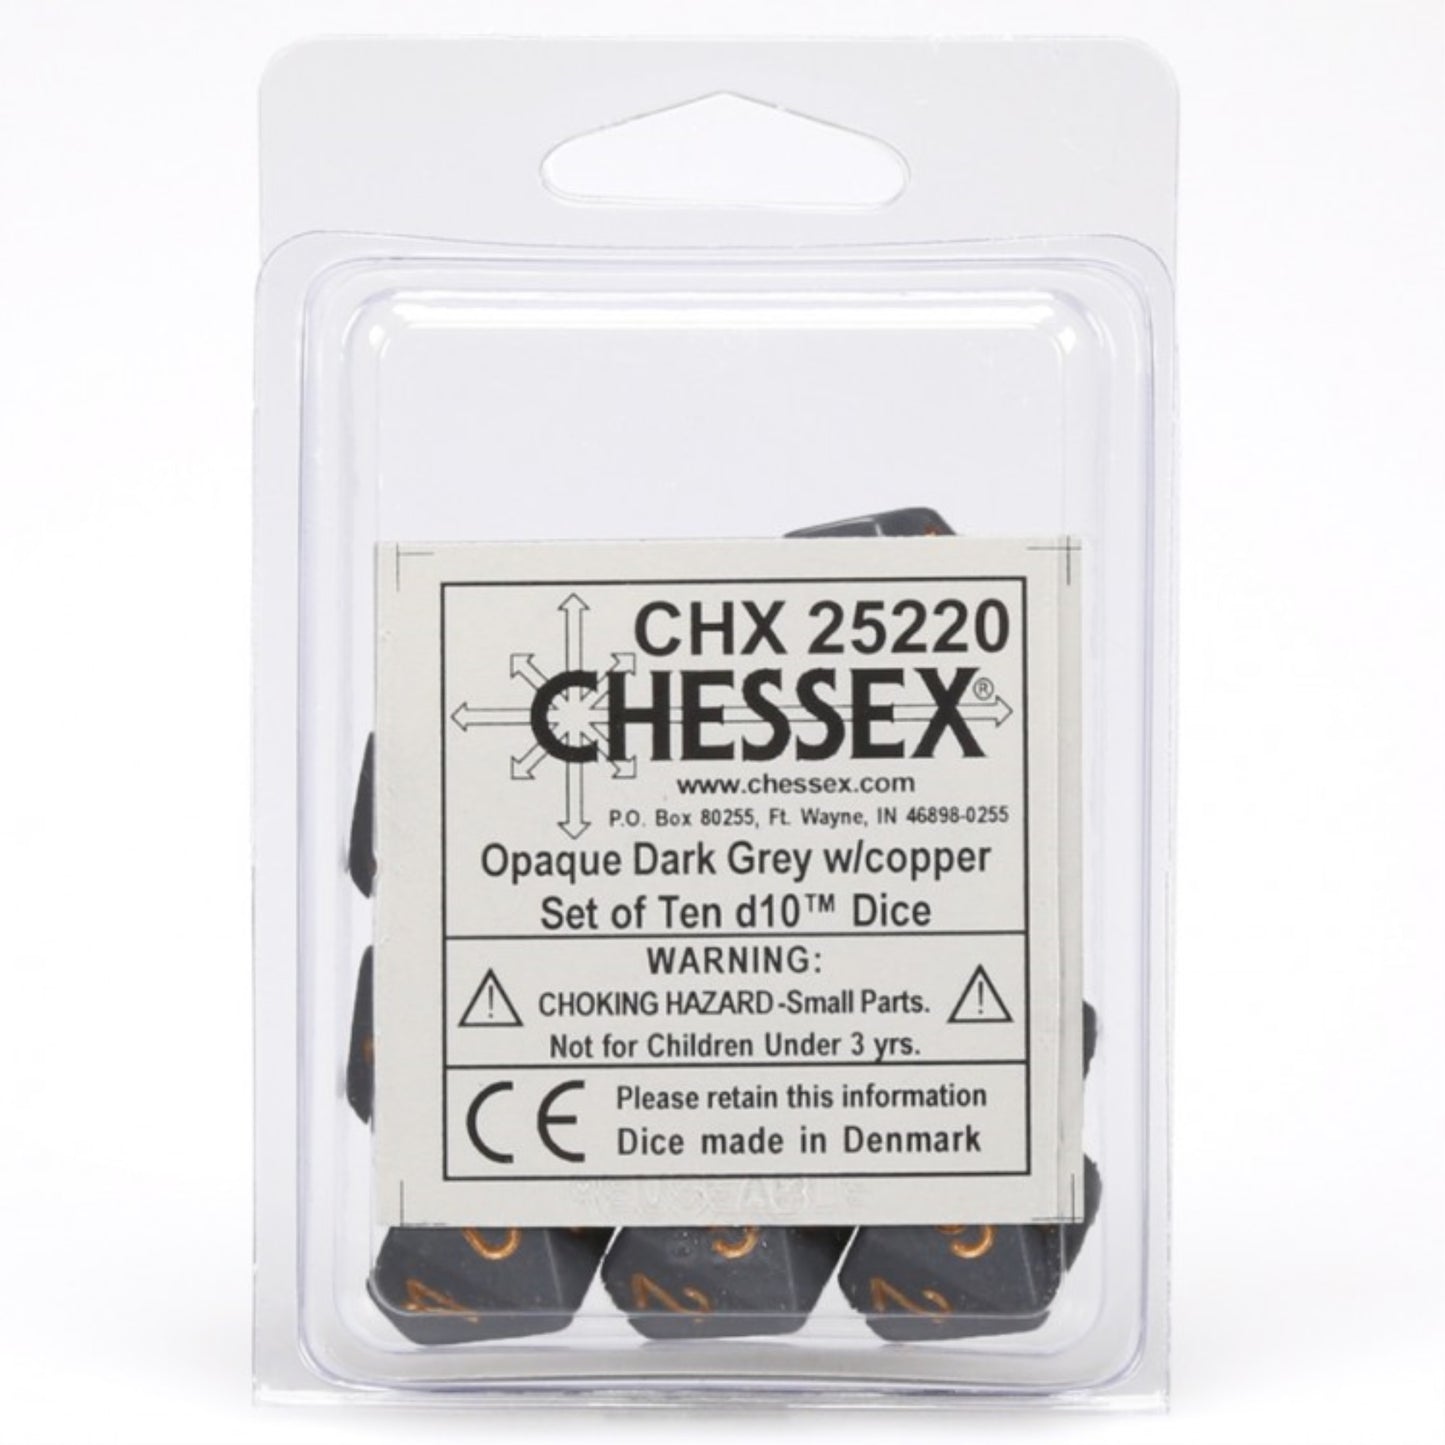 CHX 25220
CHESSEX®
www.chessex.com
P.O. Box 80255, Ft. Wayne, IN 46898-0255
Opaque Dark Grey w/copper
Set of Ten d10™ Dice
WARNING:
CHOKING HAZARD-Small Parts.
Not for Children Under 3 yrs.
CE
Please retain this information
Dice made in Denmark
REUSEABLE